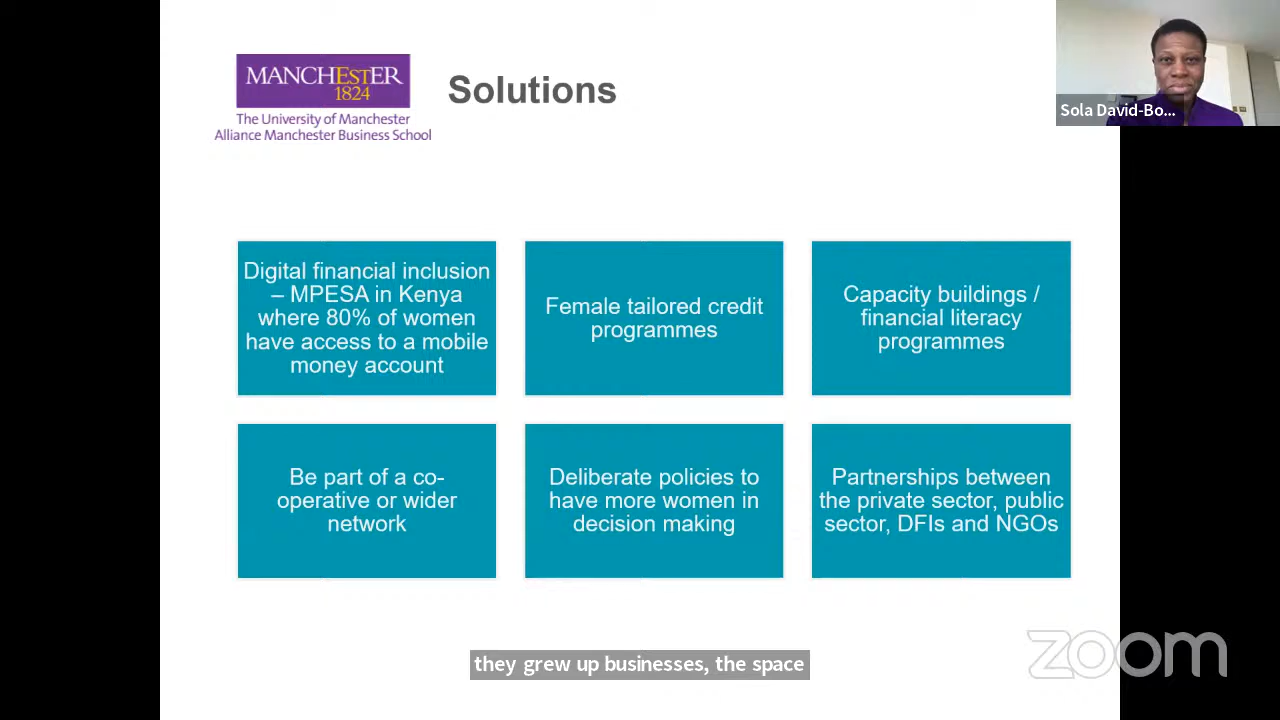 MANCHESTER
1824
The University of Manchester
Alliance Manchester Business School
Solutions
Sola David-Bo...
Digital financial inclusion
– MPESA in Kenya
where 80% of women
have access to a mobile
money account
Female tailored credit
programmes
Capacity buildings /
financial literacy
programmes
Be part of a co-
operative or wider
network
Deliberate policies to
have more women in
decision making
Partnerships between
the private sector, public
sector, DFIs and NGOs
they grew up businesses, the space
zoom